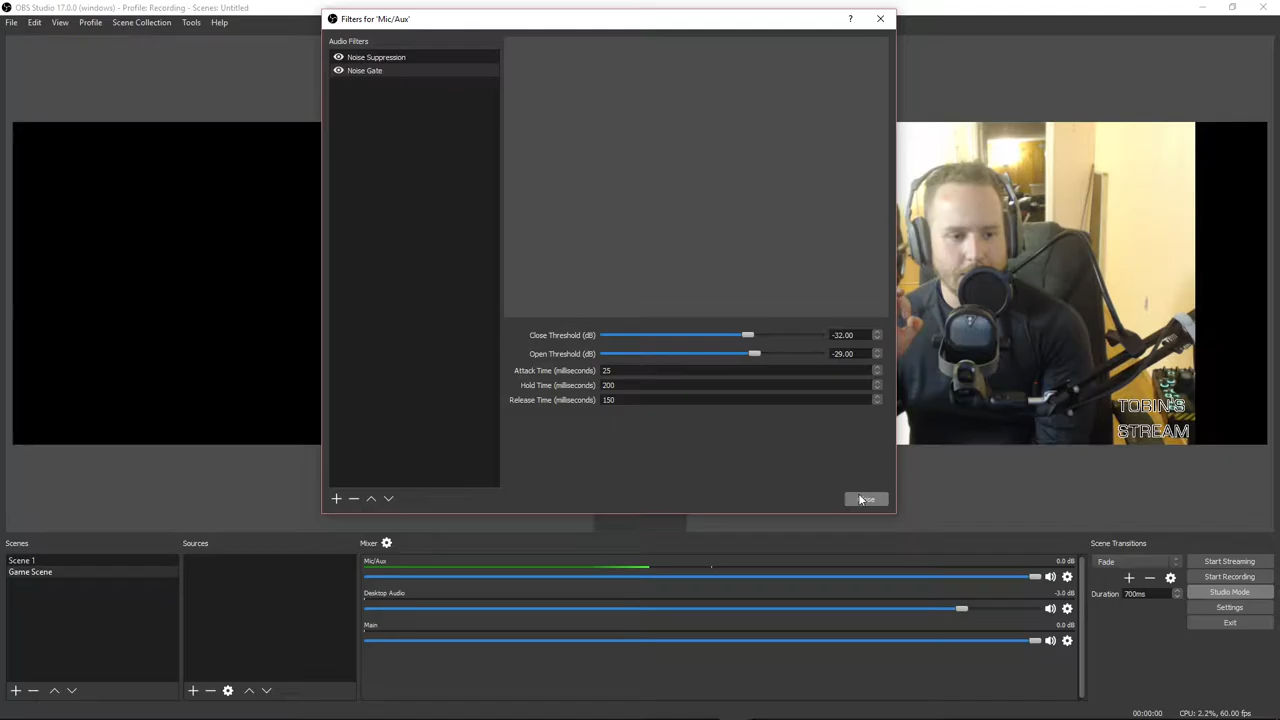 OBS Studio 17.0.0 (windows) - Profile: Recording - Scenes: Untitled
File Edit View Profile Scene Collection Tools Help
Filters for 'Mic/Aux'
?
Audio Filters
Noise Suppression
Noise Gate
Close Threshold (dB) -32.00
Open Threshold (dB) -29.00
Attack Time (milliseconds) 25
Hold Time (milliseconds) 200
Release Time (milliseconds) 150
TOBIN'S
STREAM
Scenes
Scene 1
Game Scene
Sources
Mixer
Mic/Aux 0.0 dB
Desktop Audio -3.0 dB
Main 0.0 dB
Scene Transitions
Fade
Duration 700ms
Start Streaming
Start Recording
Studio Mode
Settings
Exit
00:00:00 CPU: 2.2%, 60.00 fps